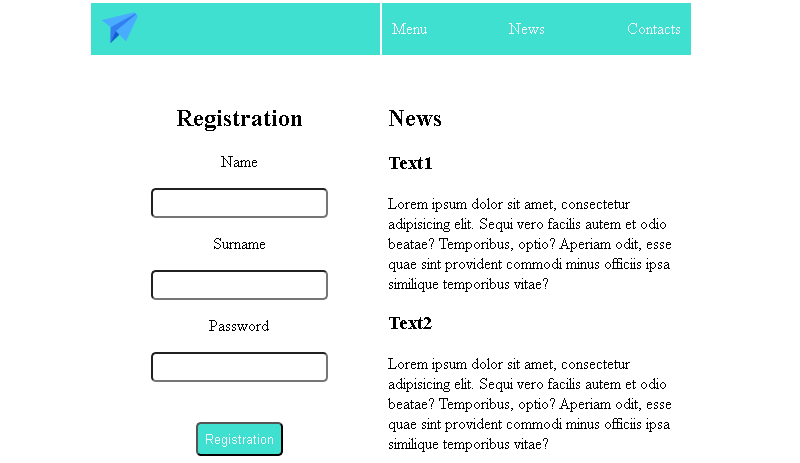 Menu News Contacts
Registration
Name
Surname
Password
Registration
News
Text1
Lorem ipsum dolor sit amet, consectetur
adipisicing elit. Sequi vero facilis autem et odio
beatae? Temporibus, optio? Aperiam odit, esse
quae sint provident commodi minus officiis ipsa
similique temporibus vitae?
Text2
Lorem ipsum dolor sit amet, consectetur
adipisicing elit. Sequi vero facilis autem et odio
beatae? Temporibus, optio? Aperiam odit, esse
quae sint provident commodi minus officiis ipsa
similique temporibus vitae?